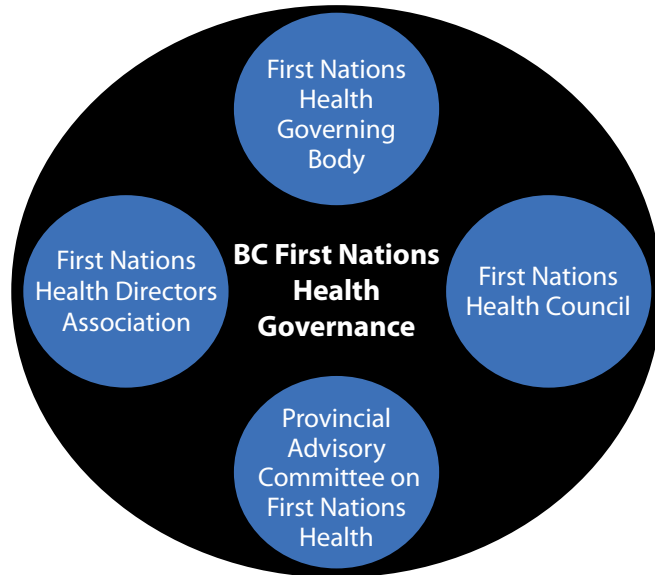 First Nations
Health
Governing
Body
First Nations
Health Directors
Association
BC First Nations
Health
Governance
First Nations
Health Council
Provincial
Advisory
Committee on
First Nations
Health